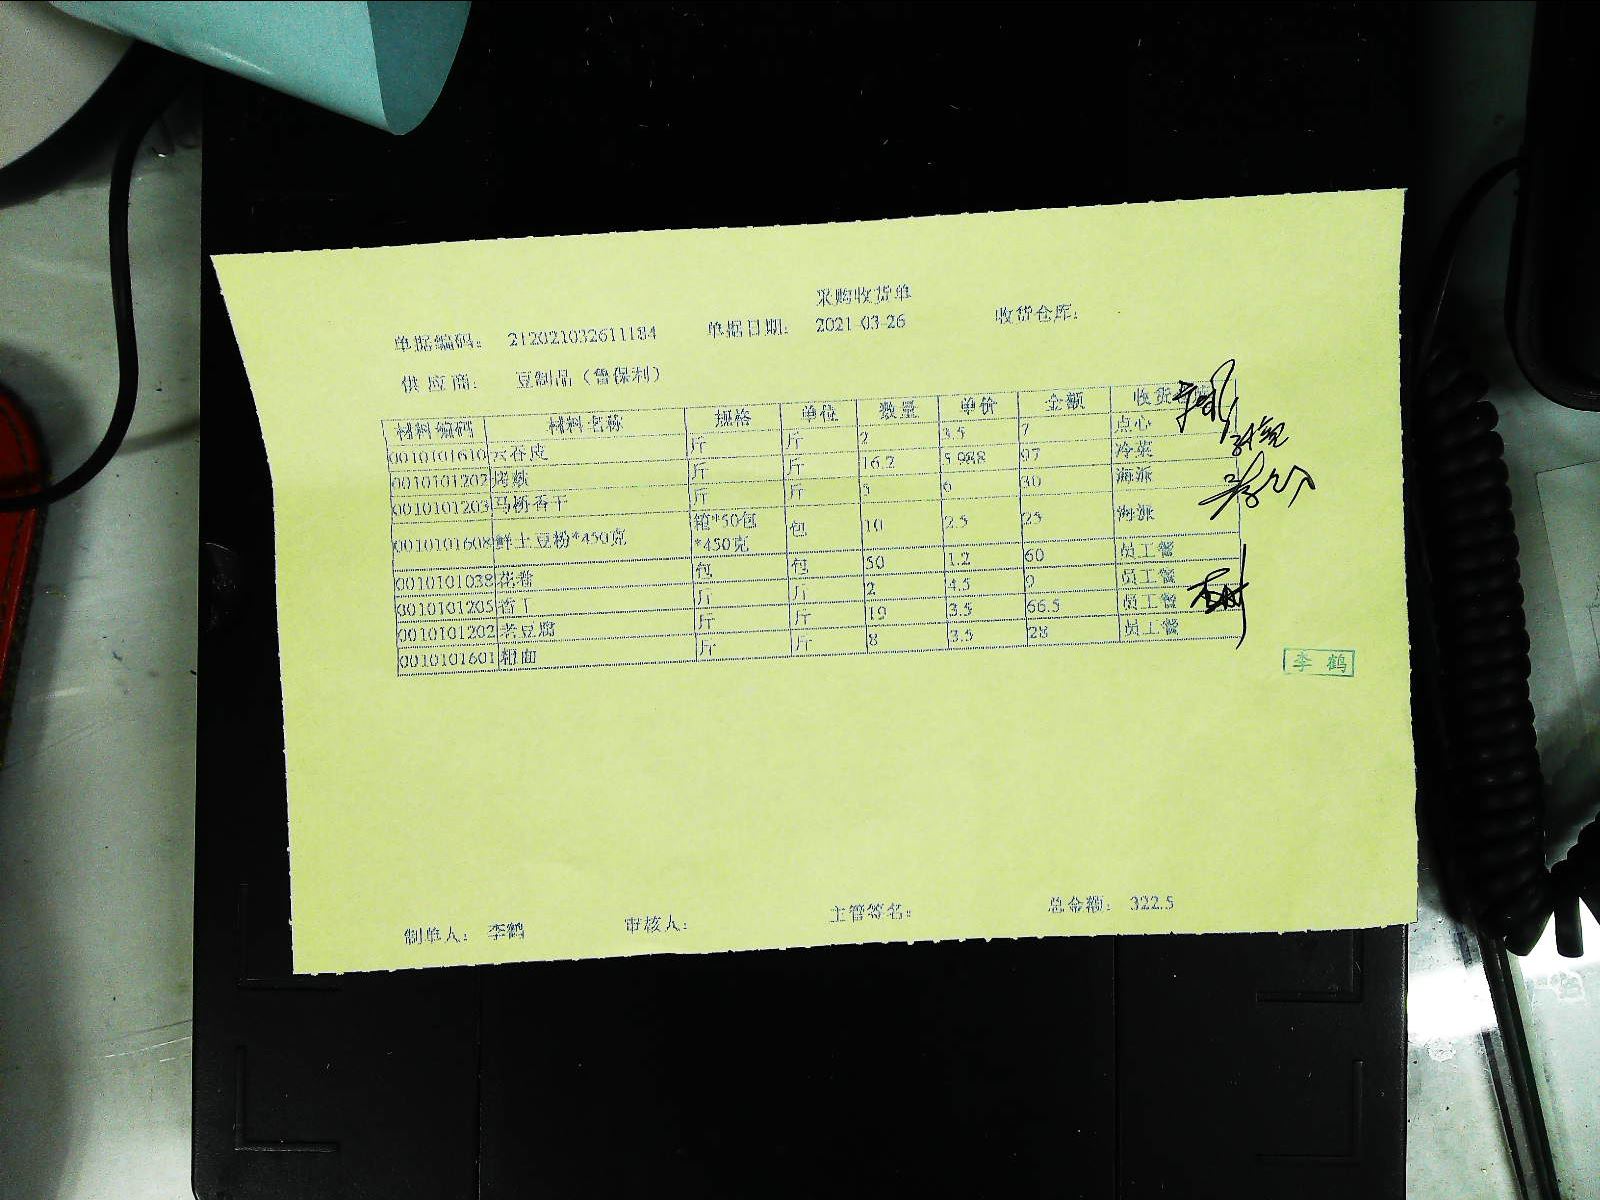 采购收货单
单据编码： 212021032611184 单据日期： 2021-03-26 收货仓库：
供 应 商： 豆制品（鲁保利）
材料编码 材料名称 规格 单位 数量 单价 金额 收货
0010101610 云吞皮 斤 斤 2 3.5 7 点心
0010101202 烤麸 斤 斤 16.2 5.988 97 冷菜
0010101203 马桥香干 斤 斤 5 6 30 海派
0010101608 鲜土豆粉*450克 箱*50包*450克 包 10 2.5 25 海派
0010101038 花卷 包 包 50 1.2 60 员工餐
0010101205 香干 斤 斤 2 4.5 9 员工餐
0010101202 老豆腐 斤 斤 19 3.5 66.5 员工餐
0010101601 粗面 斤 斤 8 3.5 28 员工餐
李 鹤
制单人： 李鹤 审核人： 主管签名： 总金额： 322.5